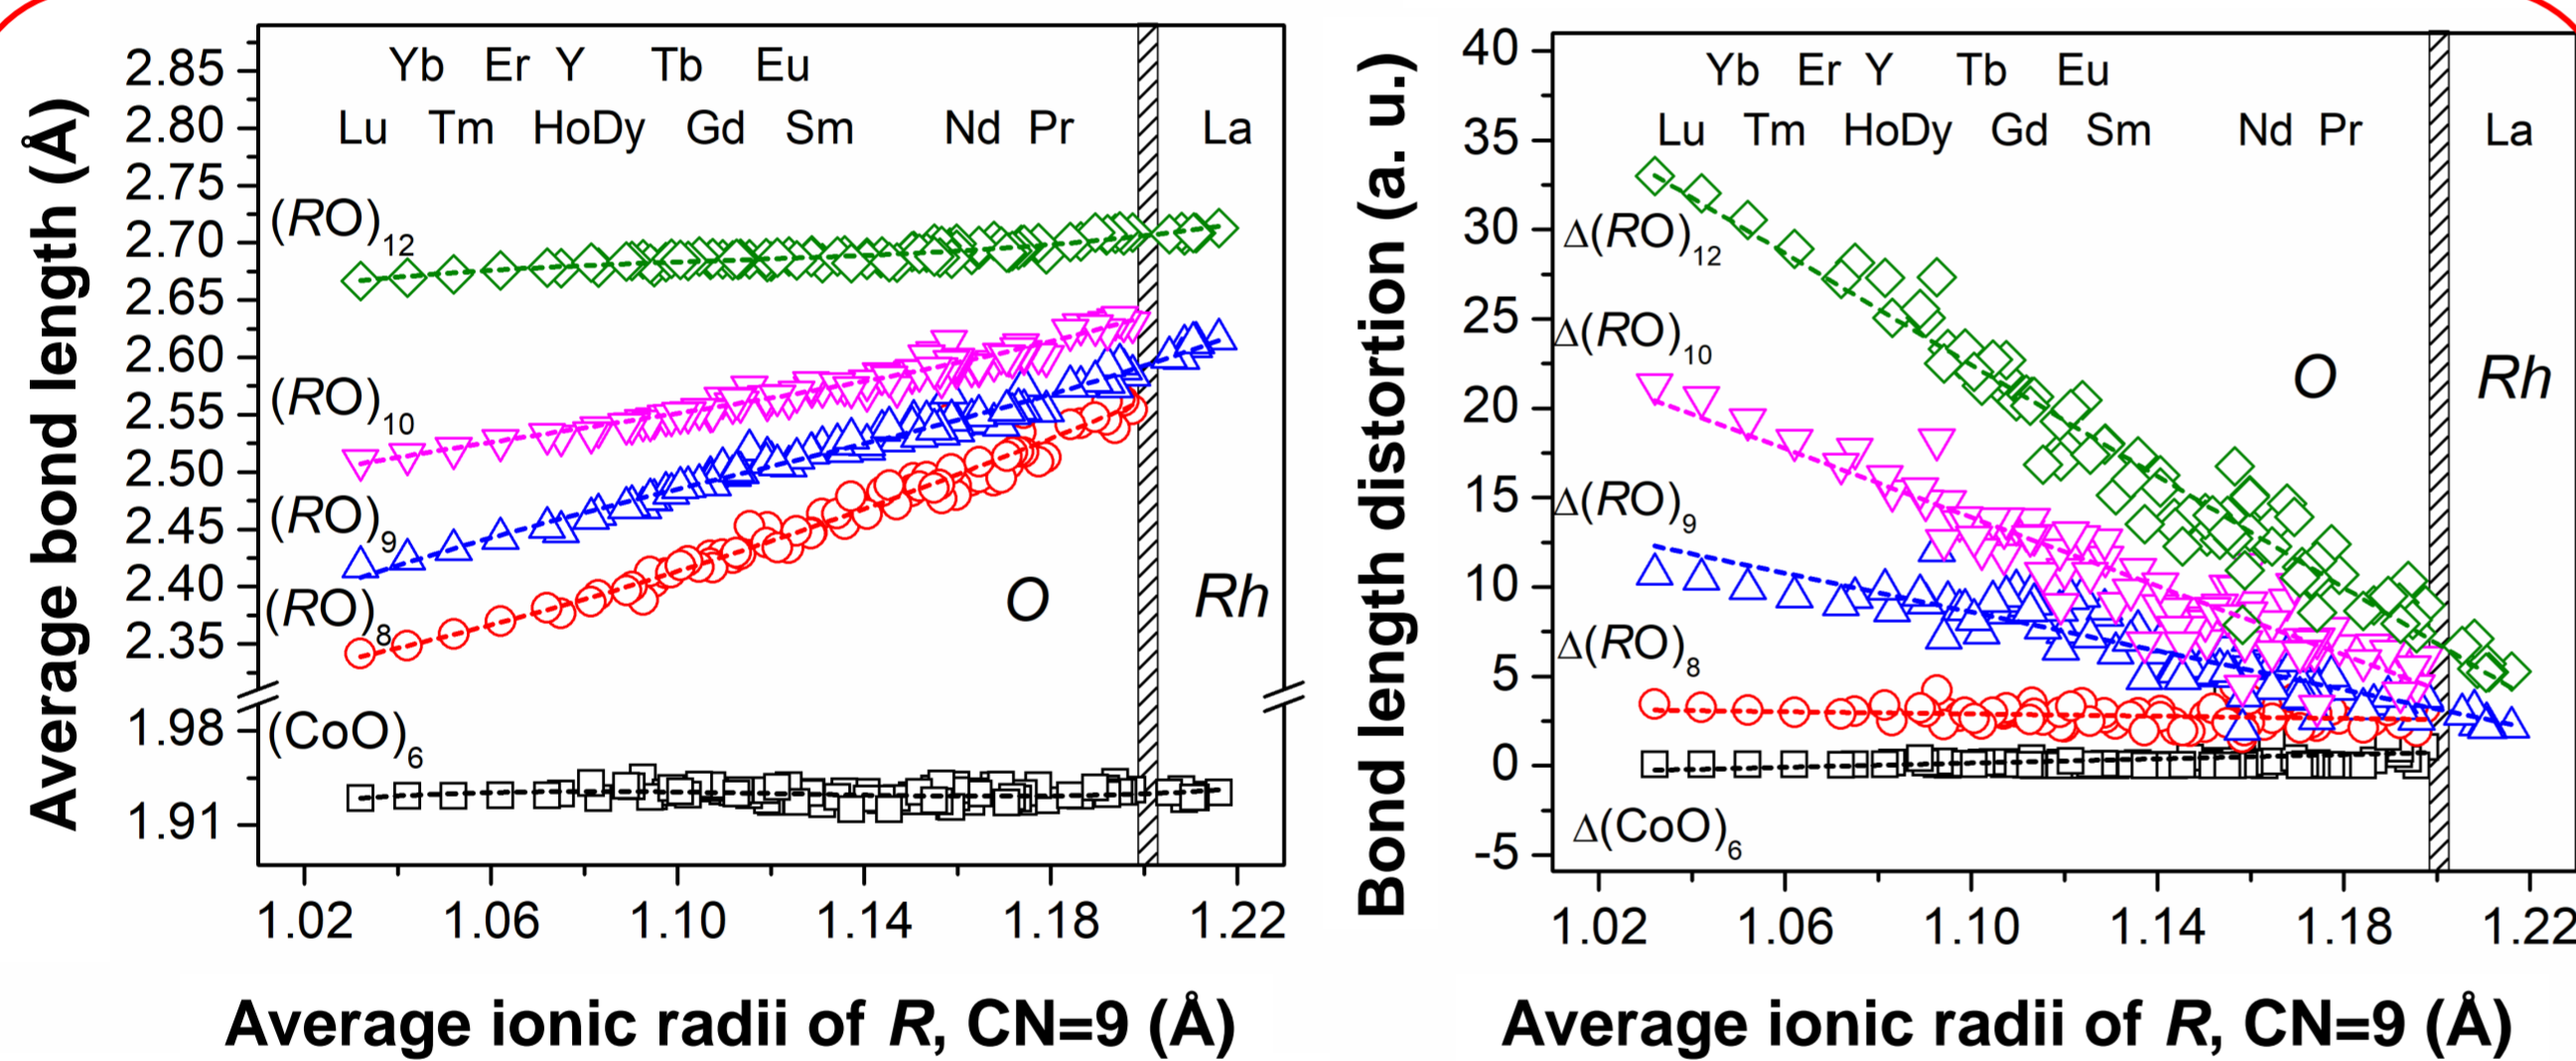 Average bond length (Å)
2.85
2.80
2.75
2.70
2.65
2.60
2.55
2.50
2.45
2.40
2.35
1.98
1.91
Yb Er Y Tb Eu
Lu Tm HoDy Gd Sm Nd Pr La
(RO)₁₂
(RO)₁₀
(RO)₉
(RO)₈
(CoO)₆
O
Rh
1.02 1.06 1.10 1.14 1.18 1.22
Average ionic radii of R, CN=9 (Å)
Bond length distortion (a. u.)
40
35
30
25
20
15
10
5
0
-5
Yb Er Y Tb Eu
Lu Tm HoDy Gd Sm Nd Pr La
Δ(RO)₁₂
Δ(RO)₁₀
Δ(RO)₉
Δ(RO)₈
Δ(CoO)₆
O
Rh
1.02 1.06 1.10 1.14 1.18 1.22
Average ionic radii of R, CN=9 (Å)